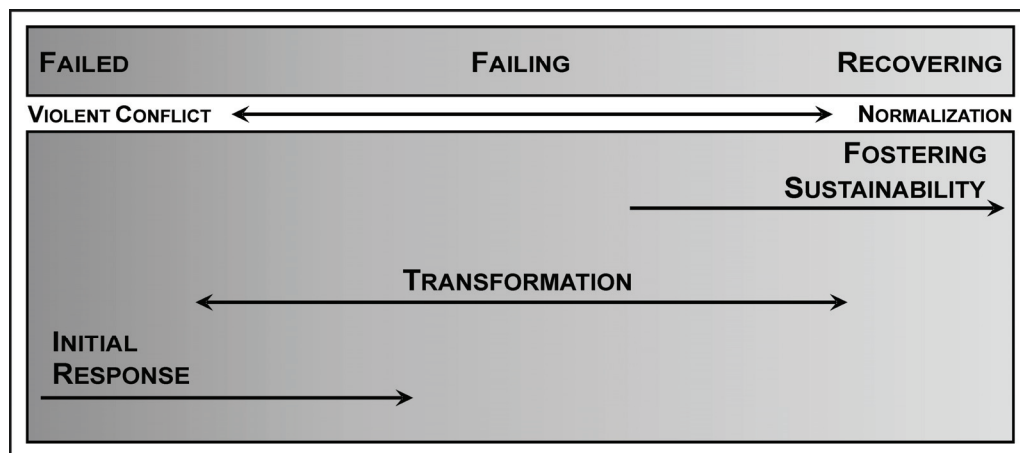 FAILED FAILING RECOVERING
VIOLENT CONFLICT NORMALIZATION
FOSTERING
SUSTAINABILITY
TRANSFORMATION
INITIAL
RESPONSE